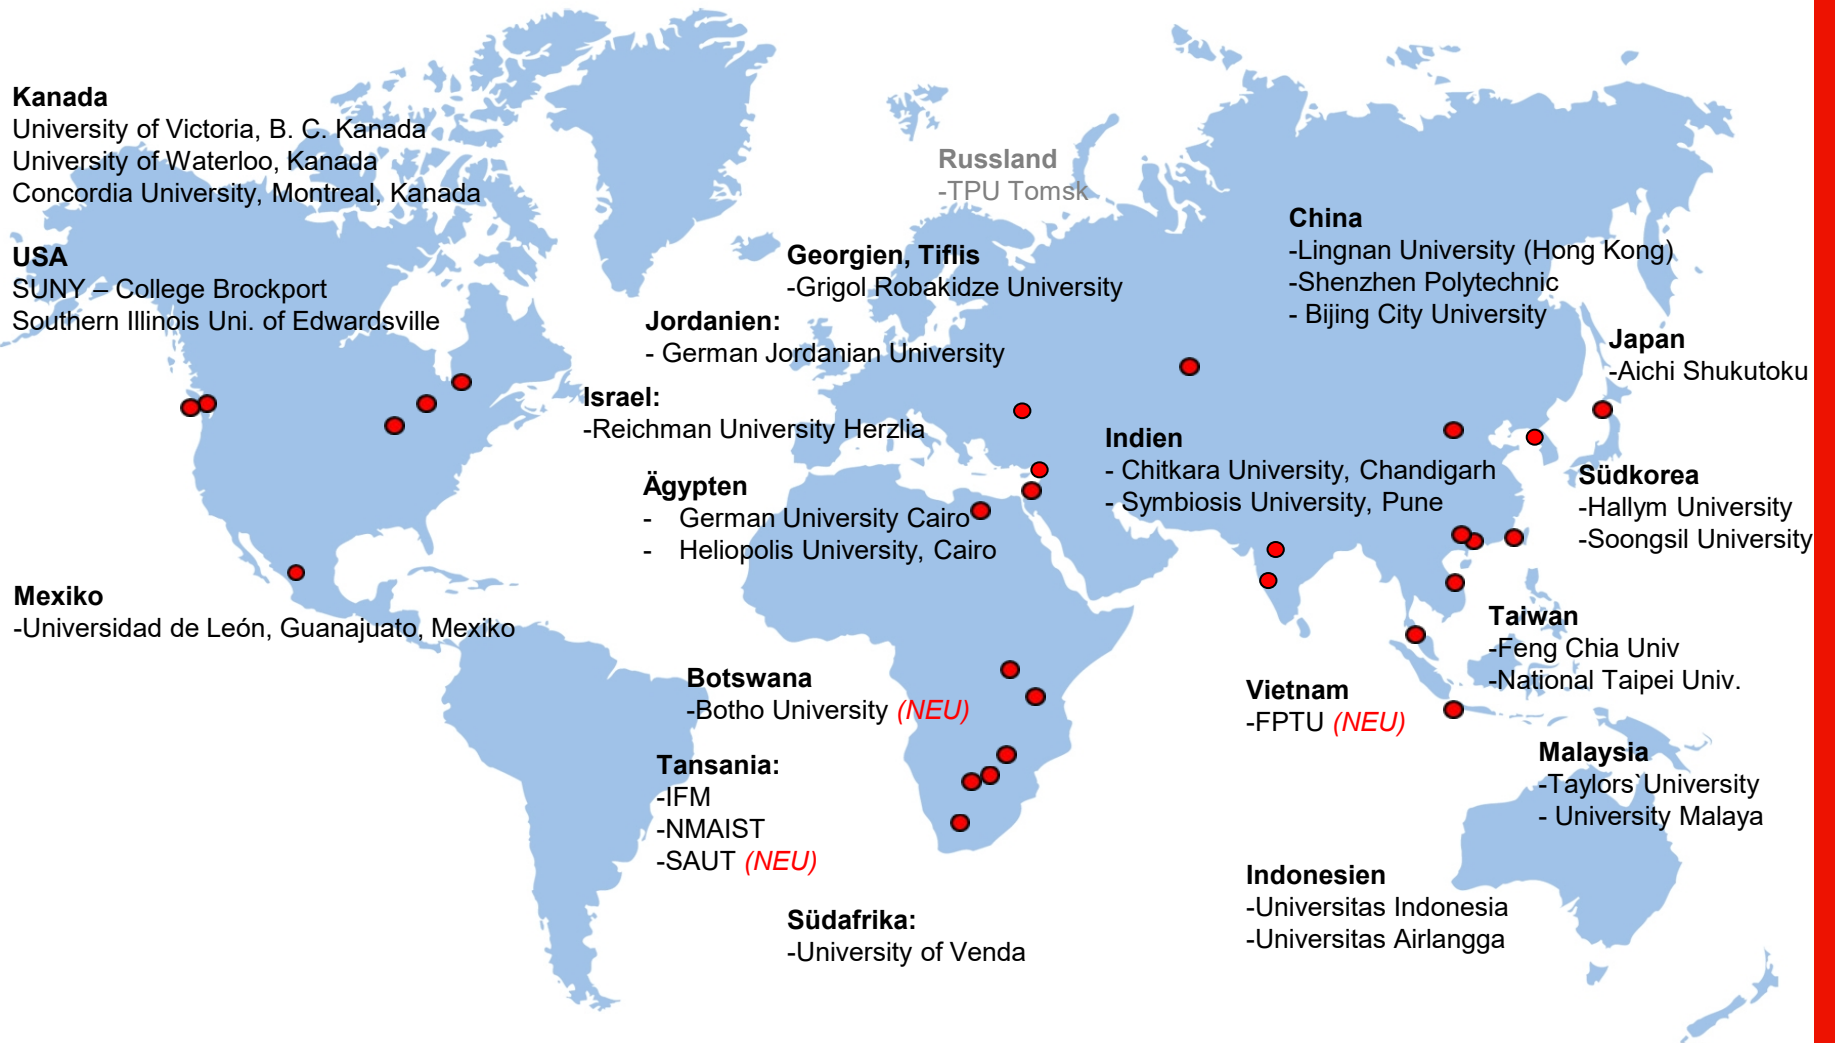 Kanada
University of Victoria, B. C. Kanada
University of Waterloo, Kanada
Concordia University, Montreal, Kanada
USA
SUNY – College Brockport
Southern Illinois Uni. of Edwardsville
Mexiko
-Universidad de León, Guanajuato, Mexiko
Russland
-TPU Tomsk
Georgien, Tiflis
-Grigol Robakidze University
Jordanien:
- German Jordanian University
Israel:
-Reichman University Herzlia
Ägypten
- German University Cairo
- Heliopolis University, Cairo
Botswana
-Botho University (NEU)
Tansania:
-IFM
-NMAIST
-SAUT (NEU)
Südafrika:
-University of Venda
China
-Lingnan University (Hong Kong)
-Shenzhen Polytechnic
- Bijing City University
Japan
-Aichi Shukutoku
Indien
- Chitkara University, Chandigarh
- Symbiosis University, Pune
Südkorea
-Hallym University
-Soongsil University
Taiwan
-Feng Chia Univ
-National Taipei Univ.
Vietnam
-FPTU (NEU)
Malaysia
-Taylors`University
- University Malaya
Indonesien
-Universitas Indonesia
-Universitas Airlangga